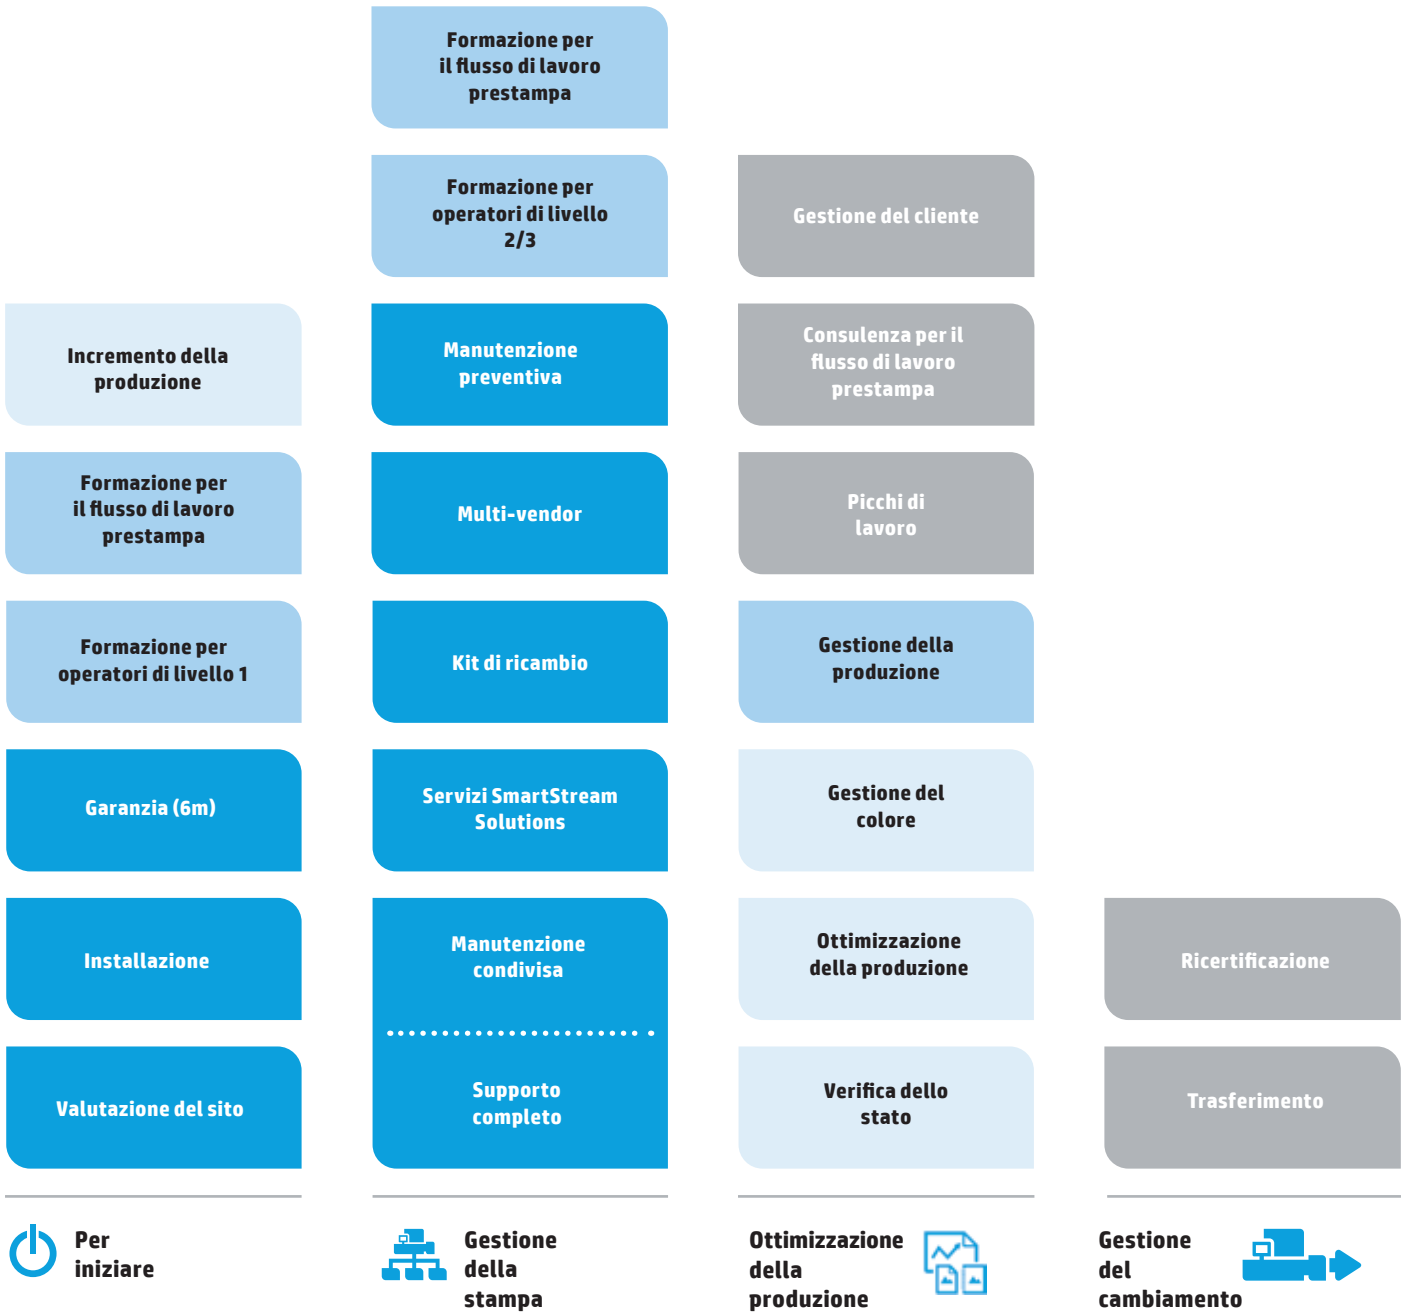 Formazione per
il flusso di lavoro
prestampa
Formazione per
operatori di livello
2/3
Gestione del cliente
Incremento della
produzione
Manutenzione
preventiva
Consulenza per il
flusso di lavoro
prestampa
Formazione per
il flusso di lavoro
prestampa
Multi-vendor
Picchi di
lavoro
Formazione per
operatori di livello 1
Kit di ricambio
Gestione della
produzione
Garanzia (6m)
Servizi SmartStream
Solutions
Gestione del
colore
Installazione
Manutenzione
condivisa
Ottimizzazione
della produzione
Ricertificazione
Valutazione del sito
Supporto
completo
Verifica dello
stato
Trasferimento
Per
iniziare
Gestione
della
stampa
Ottimizzazione
della
produzione
Gestione
del
cambiamento